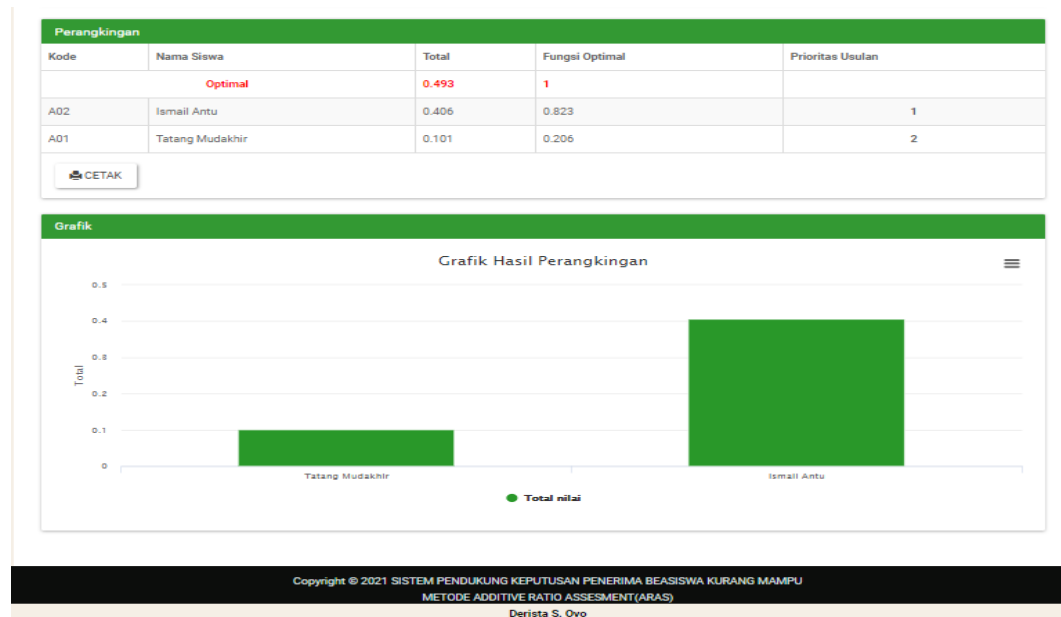 Perangkingan
Kode Nama Siswa Total Fungsi Optimal Prioritas Usulan
Optimal 0.493 1
A02 Ismail Antu 0.406 0.823 1
A01 Tatang Mudakhir 0.101 0.206 2
CETAK
Grafik
Grafik Hasil Perangkingan
0.5
0.4
0.3
0.2
0.1
0
Total
Tatang Mudakhir Ismail Antu
Total nilai
Copyright © 2021 SISTEM PENDUKUNG KEPUTUSAN PENERIMA BEASISWA KURANG MAMPU
METODE ADDITIVE RATIO ASSESMENT(ARAS)
Derista S. Ovo